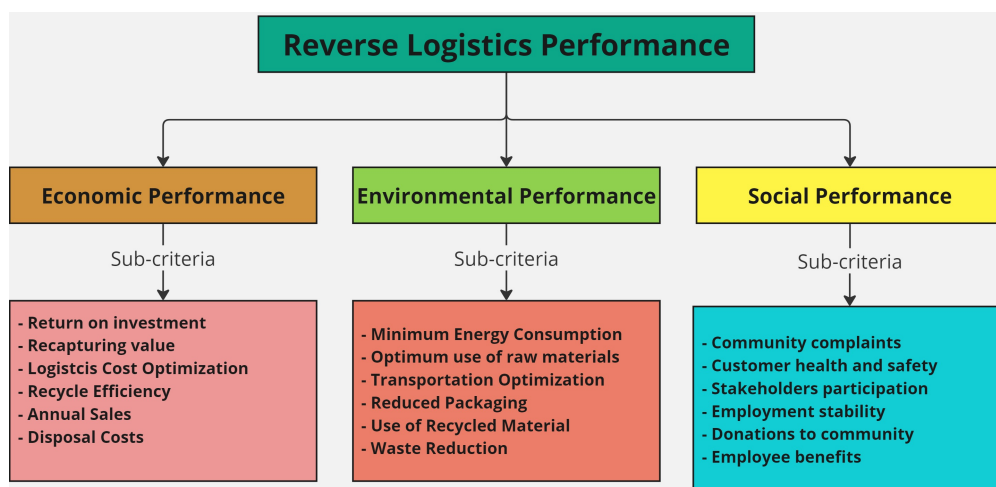 Reverse Logistics Performance
Economic Performance
Environmental Performance
Social Performance
Sub-criteria
Sub-criteria
Sub-criteria
- Return on investment
- Recapturing value
- Logistcis Cost Optimization
- Recycle Efficiency
- Annual Sales
- Disposal Costs
- Minimum Energy Consumption
- Optimum use of raw materials
- Transportation Optimization
- Reduced Packaging
- Use of Recycled Material
- Waste Reduction
- Community complaints
- Customer health and safety
- Stakeholders participation
- Employment stability
- Donations to community
- Employee benefits